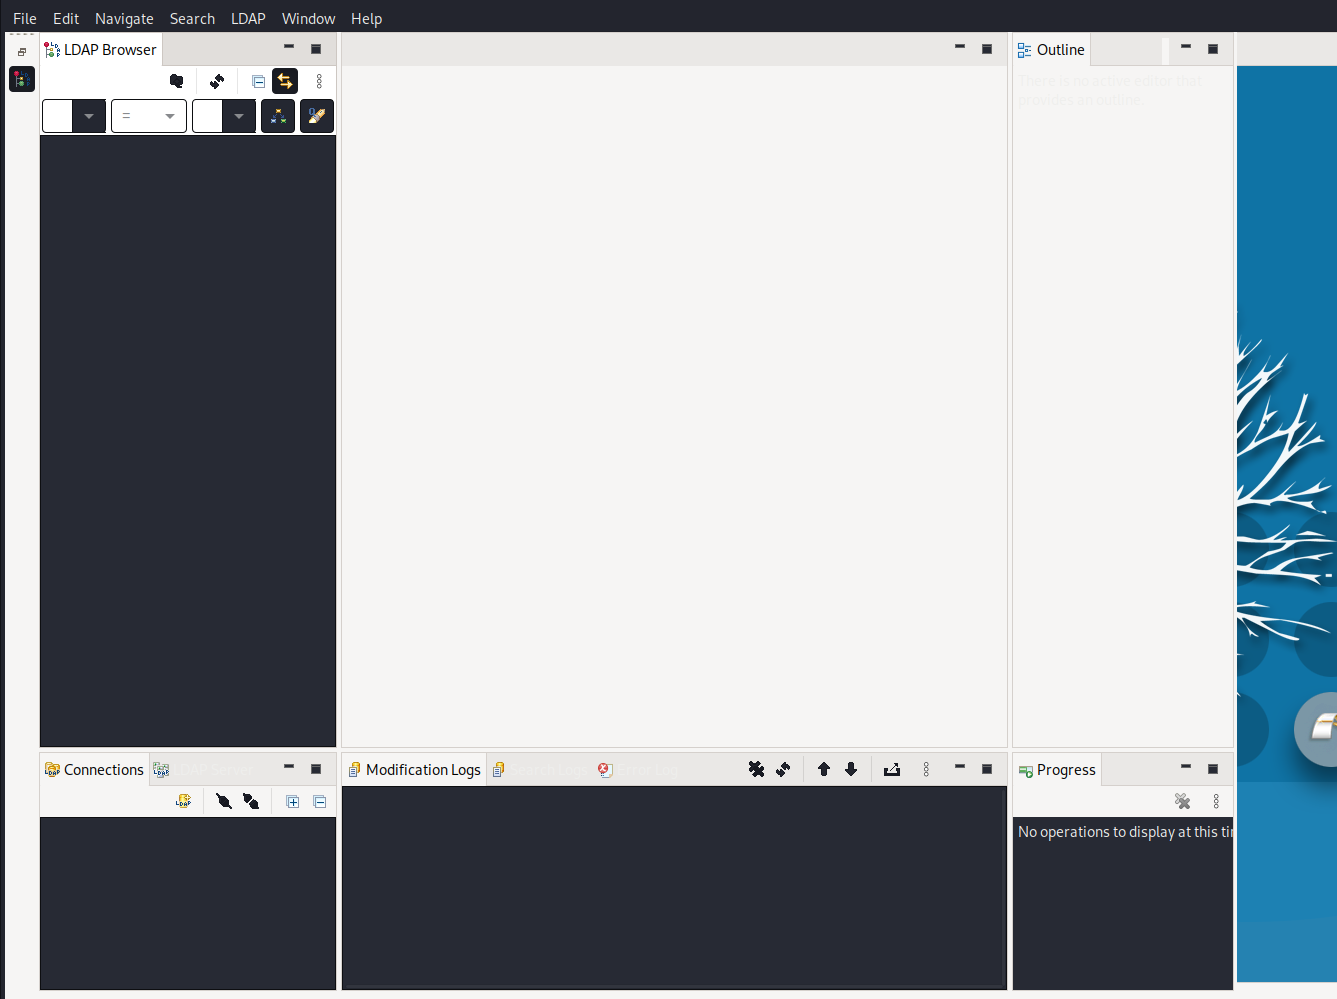 File Edit Navigate Search LDAP Window Help
LDAP Browser
Outline
There is no active editor that
provides an outline.
=
Connections
LDAP Servers
Modification Logs
Search Logs
Error Log
Progress
No operations to display at this ti